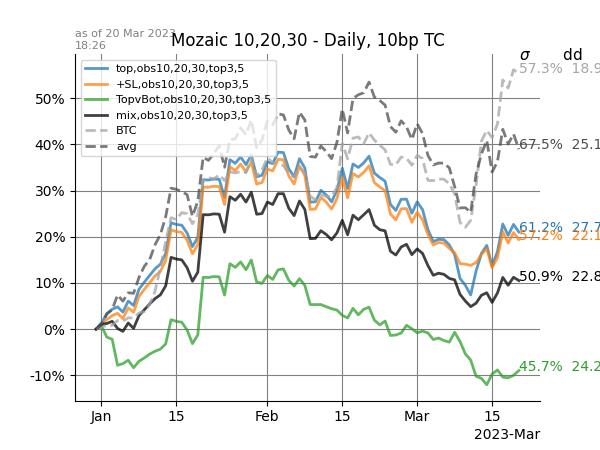 as of 20 Mar 2023
18:26
Mozaic 10,20,30 - Daily, 10bp TC
σ dd
top,obs10,20,30,top3,5
+SL,obs10,20,30,top3,5
TopvBot,obs10,20,30,top3,5
mix,obs10,20,30,top3,5
BTC
avg
57.3% 18.9
67.5% 25.1
61.2% 27.7
57.2% 22.1
50.9% 22.8
45.7% 24.2
50%
40%
30%
20%
10%
0%
-10%
Jan 15 Feb 15 Mar 15
2023-Mar